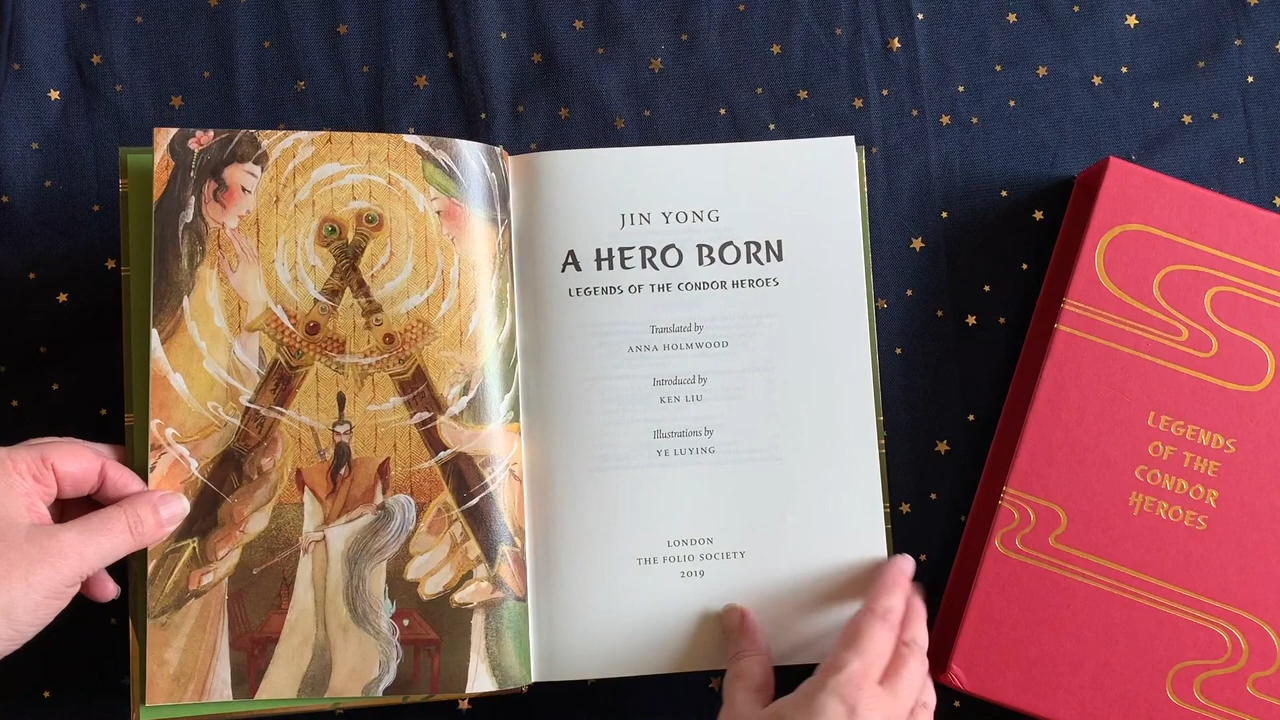 JIN YONG
A HERO BORN
LEGENDS OF THE CONDOR HEROES
Translated by
ANNA HOLMWOOD
Introduced by
KEN LIU
Illustrations by
YE LUYING
LONDON
THE FOLIO SOCIETY
2019
LEGENDS
OF THE
CONDOR
HEROES